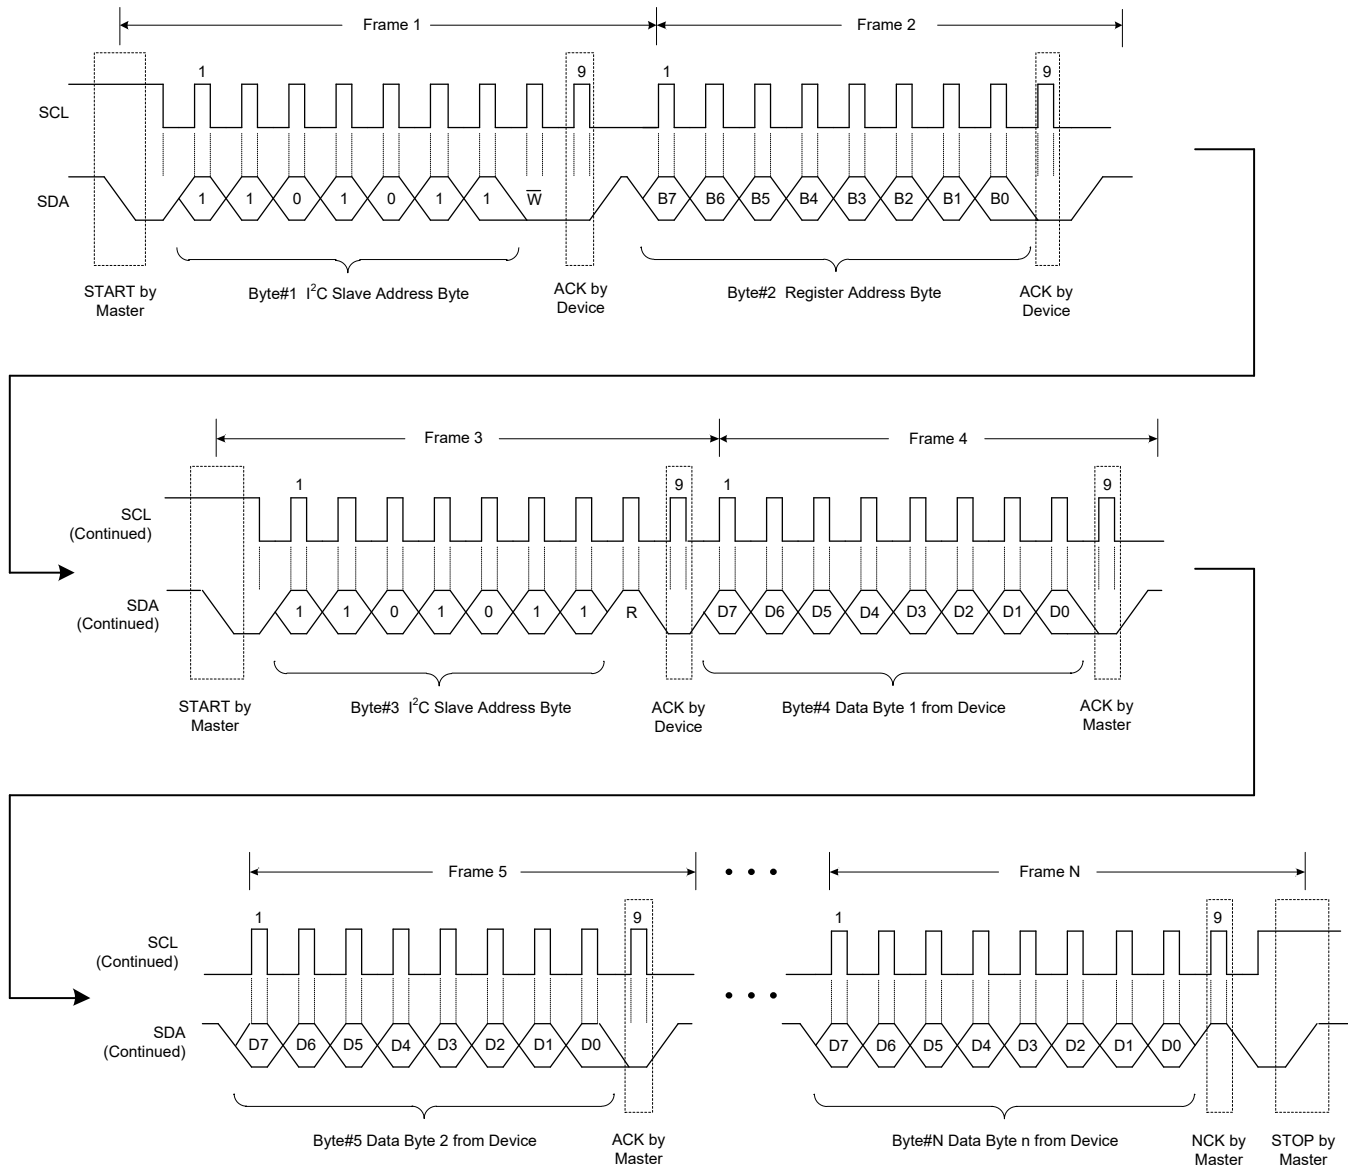 Frame 1 Frame 2
1 9 1 9
SCL
SDA 1 1 0 1 0 1 1 W̅ B7 B6 B5 B4 B3 B2 B1 B0
START by
Master
Byte#1 I²C Slave Address Byte
ACK by
Device
Byte#2 Register Address Byte
ACK by
Device
Frame 3 Frame 4
1 9 1 9
SCL
(Continued)
SDA
(Continued)
1 1 0 1 0 1 1 R D7 D6 D5 D4 D3 D2 D1 D0
START by
Master
Byte#3 I²C Slave Address Byte
ACK by
Device
Byte#4 Data Byte 1 from Device
ACK by
Master
Frame 5 Frame N
1 9 1 9
SCL
(Continued)
SDA
(Continued)
D7 D6 D5 D4 D3 D2 D1 D0 D7 D6 D5 D4 D3 D2 D1 D0
Byte#5 Data Byte 2 from Device
ACK by
Master
Byte#N Data Byte n from Device
NCK by
Master
STOP by
Master